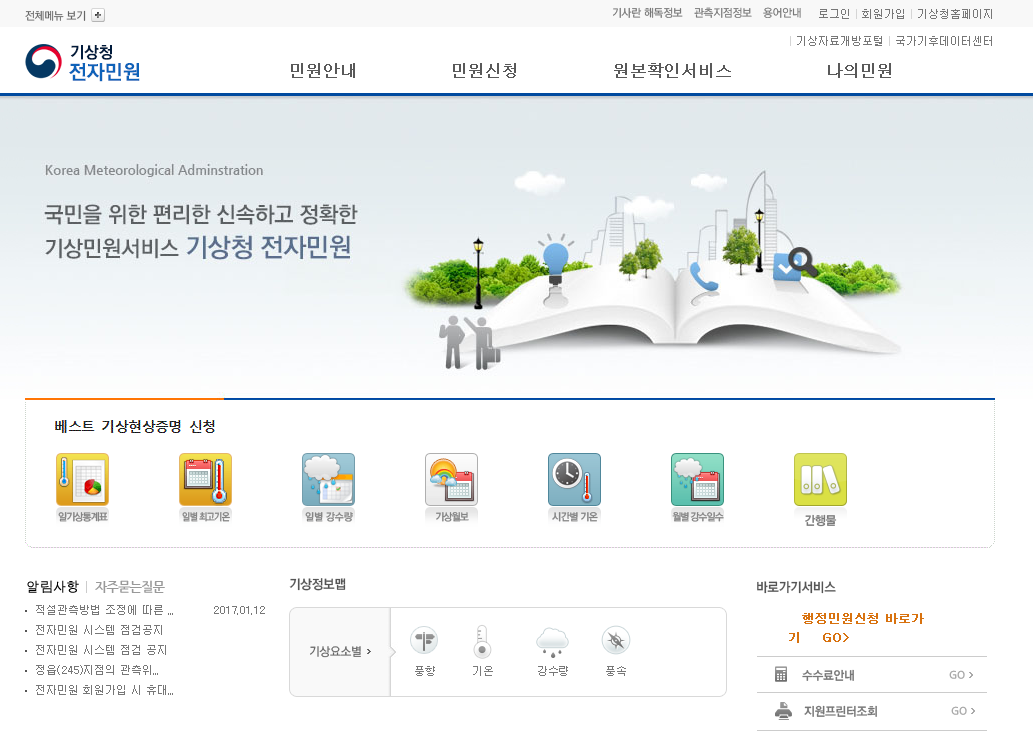 전체메뉴 보기
기사란 해독정보 관측지점정보 용어안내 로그인 회원가입 기상청홈페이지
기상자료개방포털 국가기후데이터센터
기상청
전자민원
민원안내 민원신청 원본확인서비스 나의민원
Korea Meteorological Adminstration
국민을 위한 편리한 신속하고 정확한
기상민원서비스 기상청 전자민원
베스트 기상현상증명 신청
일기상통계표 일별 최고기온 일별 강수량 기상월보 시간별 기온 월별 강수일수 간행물
알림사항 자주묻는질문
적설관측방법 조정에 따른 ... 2017.01.12
전자민원 시스템 점검공지
전자민원 시스템 점검 공지
정읍(245)지점의 관측위...
전자민원 회원가입 시 휴대...
기상정보맵
기상요소별
풍향 기온 강수량 풍속
바로가기서비스
행정민원신청 바로가
기 GO>
수수료안내 GO >
지원프린터조회 GO >